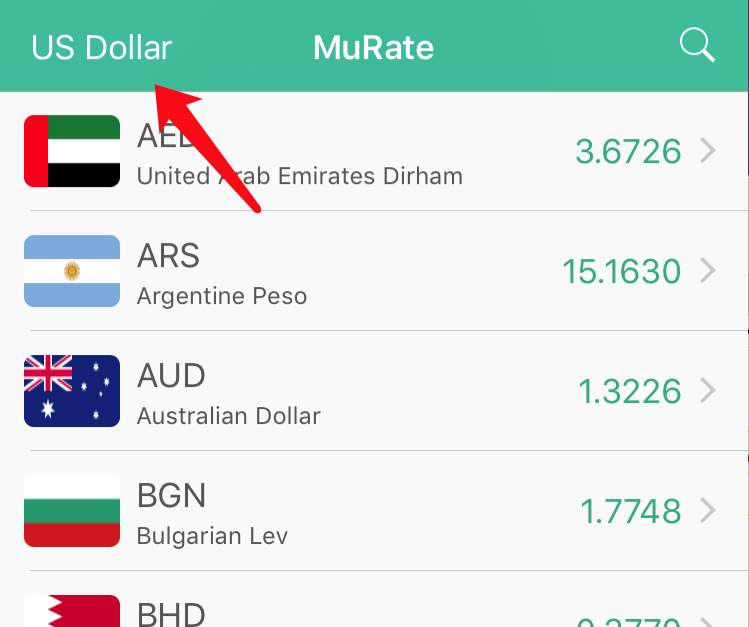 US Dollar MuRate
AED
United Arab Emirates Dirham
3.6726
ARS
Argentine Peso
15.1630
AUD
Australian Dollar
1.3226
BGN
Bulgarian Lev
1.7748
BHD